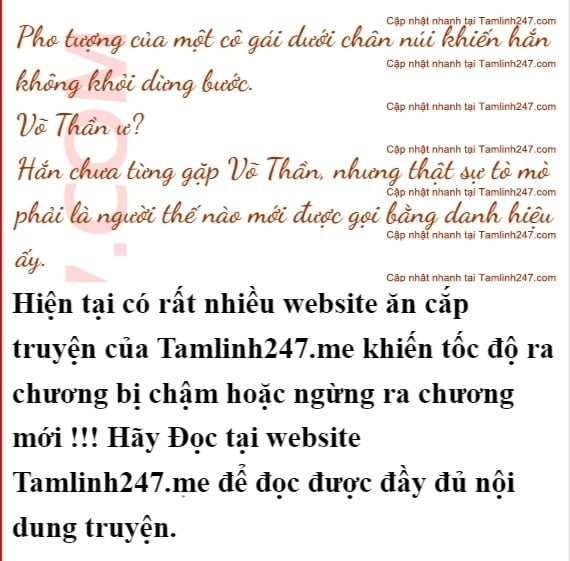 Cập nhật nhanh tại Tamlinh247.com
Pho tượng của một cô gái dưới chân núi khiến hắn
Cập nhật nhanh tại Tamlinh247.com
không khỏi dừng bước.
Cập nhật nhanh tại Tamlinh247.com
Võ Thần ư?
Cập nhật nhanh tại Tamlinh247.com
Hắn chưa từng gặp Võ Thần, nhưng thật sự tò mò
Cập nhật nhanh tại Tamlinh247.com
phải là người thế nào mới được gọi bằng danh hiệu
Cập nhật nhanh tại Tamlinh247.com
ấy.
Cập nhật nhanh tại Tamlinh247.com
Hiện tại có rất nhiều website ăn cắp
truyện của Tamlinh247.me khiến tốc độ ra
chương bị chậm hoặc ngừng ra chương
mới !!! Hãy Đọc tại website
Tamlinh247.me để đọc được đầy đủ nội
dung truyện.
.COM